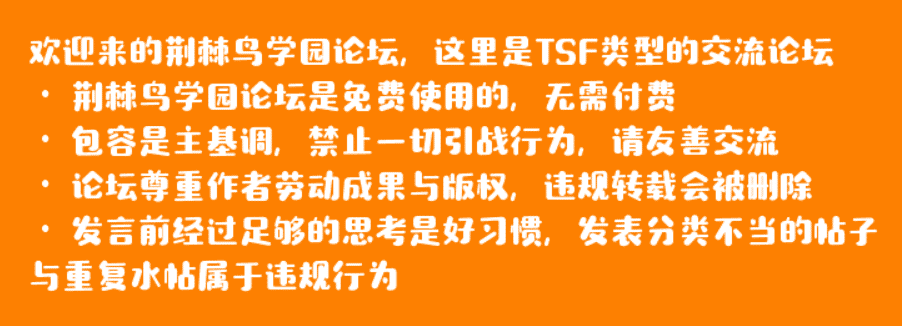 欢迎来的荆棘鸟学园论坛，这里是TSF类型的交流论坛
· 荆棘鸟学园论坛是免费使用的，无需付费
· 包容是主基调，禁止一切引战行为，请友善交流
· 论坛尊重作者劳动成果与版权，违规转载会被删除
· 发言前经过足够的思考是好习惯，发表分类不当的帖子
与重复水帖属于违规行为